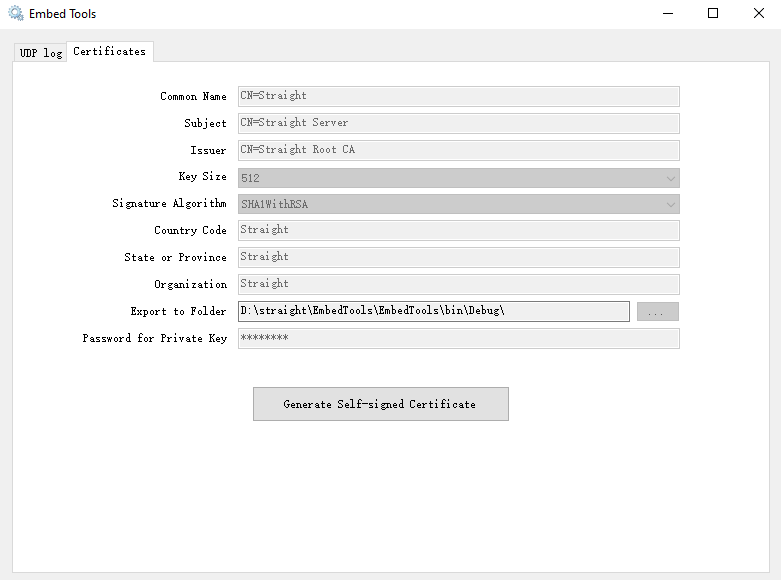 Embed Tools
UDP log
Certificates
Common Name CN=Straight
Subject CN=Straight Server
Issuer CN=Straight Root CA
Key Size 512
Signature Algorithm SHA1WithRSA
Country Code Straight
State or Province Straight
Organization Straight
Export to Folder D:\straight\EmbedTools\EmbedTools\bin\Debug\ ...
Password for Private Key ********
Generate Self-signed Certificate